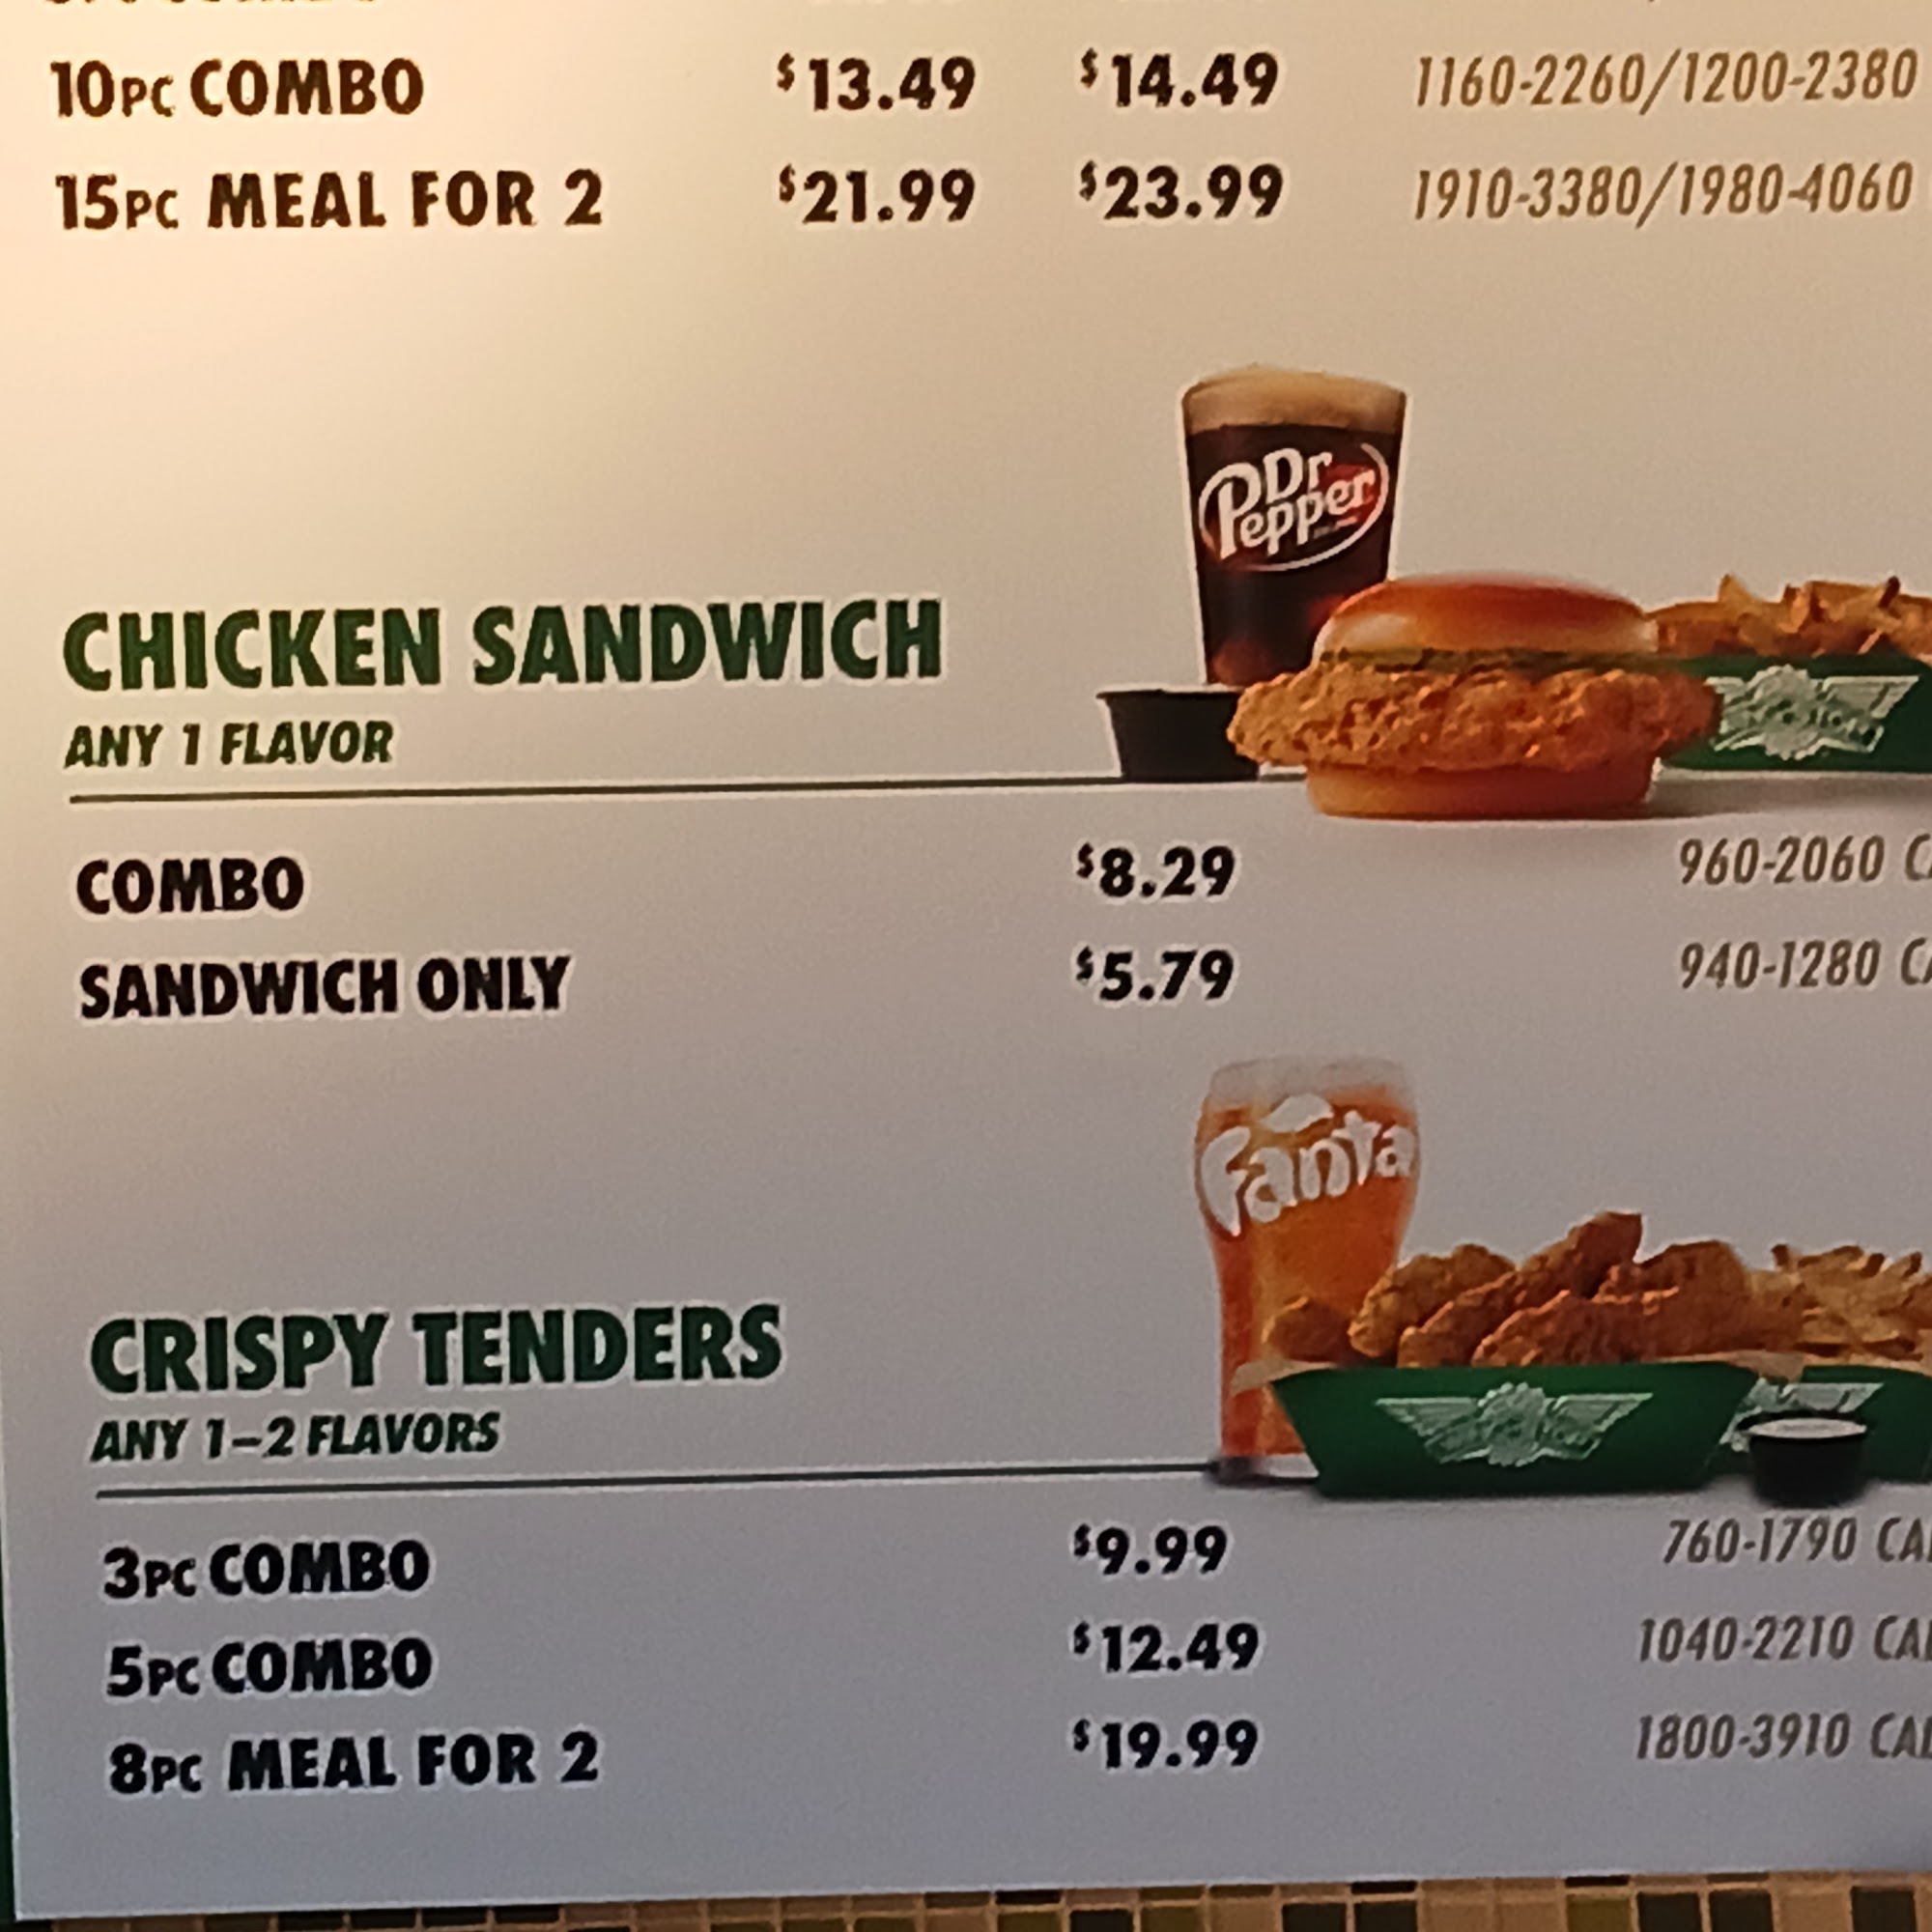 10PC COMBO $13.49 $14.49 1160-2260/1200-2380
15PC MEAL FOR 2 $21.99 $23.99 1910-3380/1980-4060
Dr Pepper
CHICKEN SANDWICH
ANY 1 FLAVOR
COMBO $8.29 960-2060
SANDWICH ONLY $5.79 940-1280
Fanta
CRISPY TENDERS
ANY 1–2 FLAVORS
3PC COMBO $9.99 760-1790
5PC COMBO $12.49 1040-2210
8PC MEAL FOR 2 $19.99 1800-3910